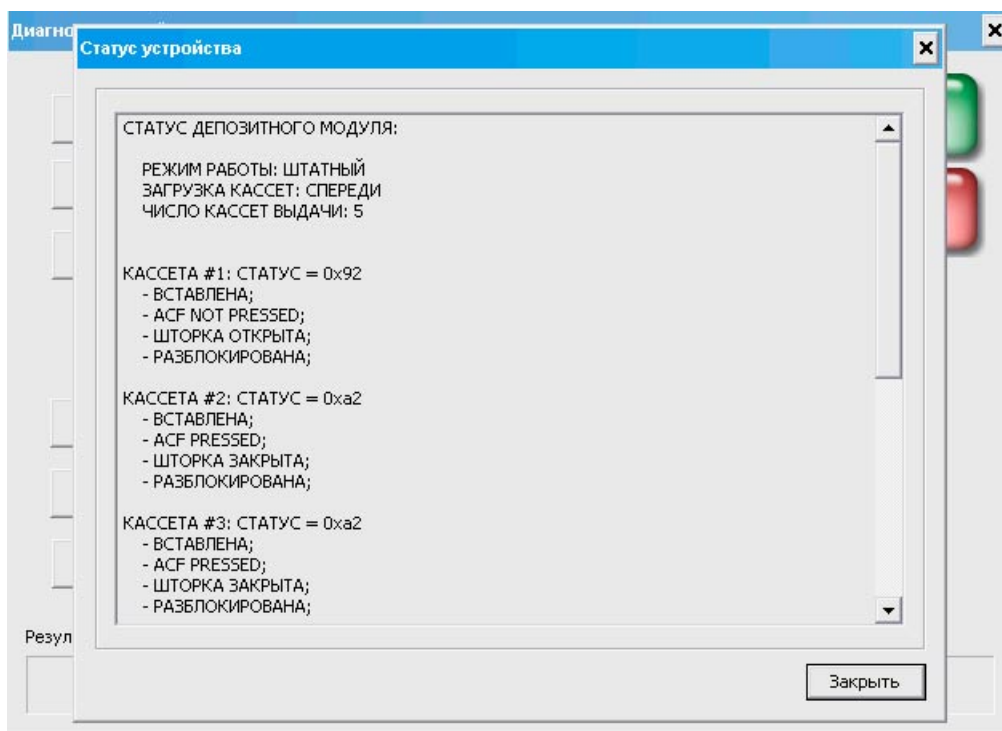 Диагно
Статус устройства
СТАТУС ДЕПОЗИТНОГО МОДУЛЯ:
РЕЖИМ РАБОТЫ: ШТАТНЫЙ
ЗАГРУЗКА КАССЕТ: СПЕРЕДИ
ЧИСЛО КАССЕТ ВЫДАЧИ: 5
КАССЕТА #1: СТАТУС = 0x92
- ВСТАВЛЕНА;
- ACF NOT PRESSED;
- ШТОРКА ОТКРЫТА;
- РАЗБЛОКИРОВАНА;
КАССЕТА #2: СТАТУС = 0xa2
- ВСТАВЛЕНА;
- ACF PRESSED;
- ШТОРКА ЗАКРЫТА;
- РАЗБЛОКИРОВАНА;
КАССЕТА #3: СТАТУС = 0xa2
- ВСТАВЛЕНА;
- ACF PRESSED;
- ШТОРКА ЗАКРЫТА;
- РАЗБЛОКИРОВАНА;
Резул
Закрыть